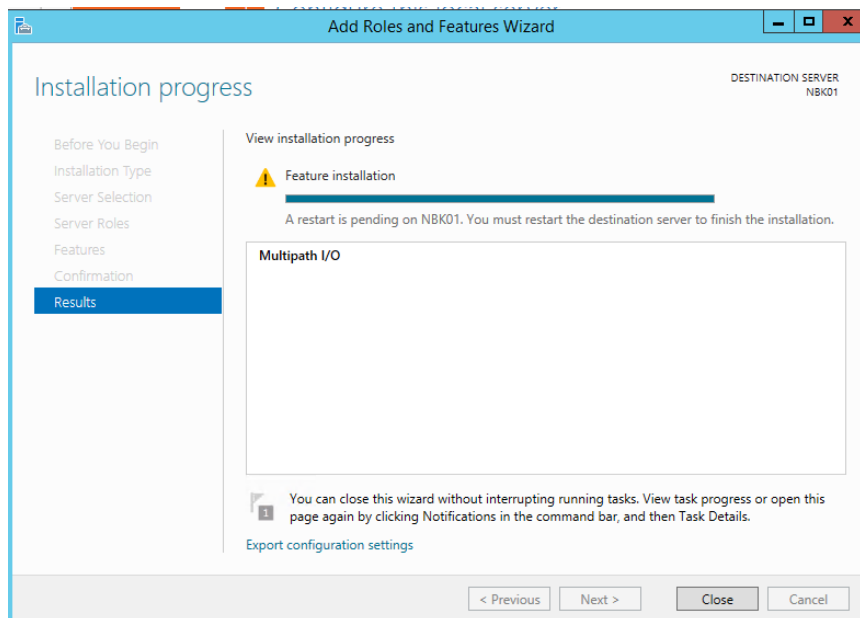 Add Roles and Features Wizard
Installation progress
DESTINATION SERVER
NBK01
Before You Begin
Installation Type
Server Selection
Server Roles
Features
Confirmation
Results
View installation progress
Feature installation
A restart is pending on NBK01. You must restart the destination server to finish the installation.
Multipath I/O
1
You can close this wizard without interrupting running tasks. View task progress or open this
page again by clicking Notifications in the command bar, and then Task Details.
Export configuration settings
< Previous
Next >
Close
Cancel